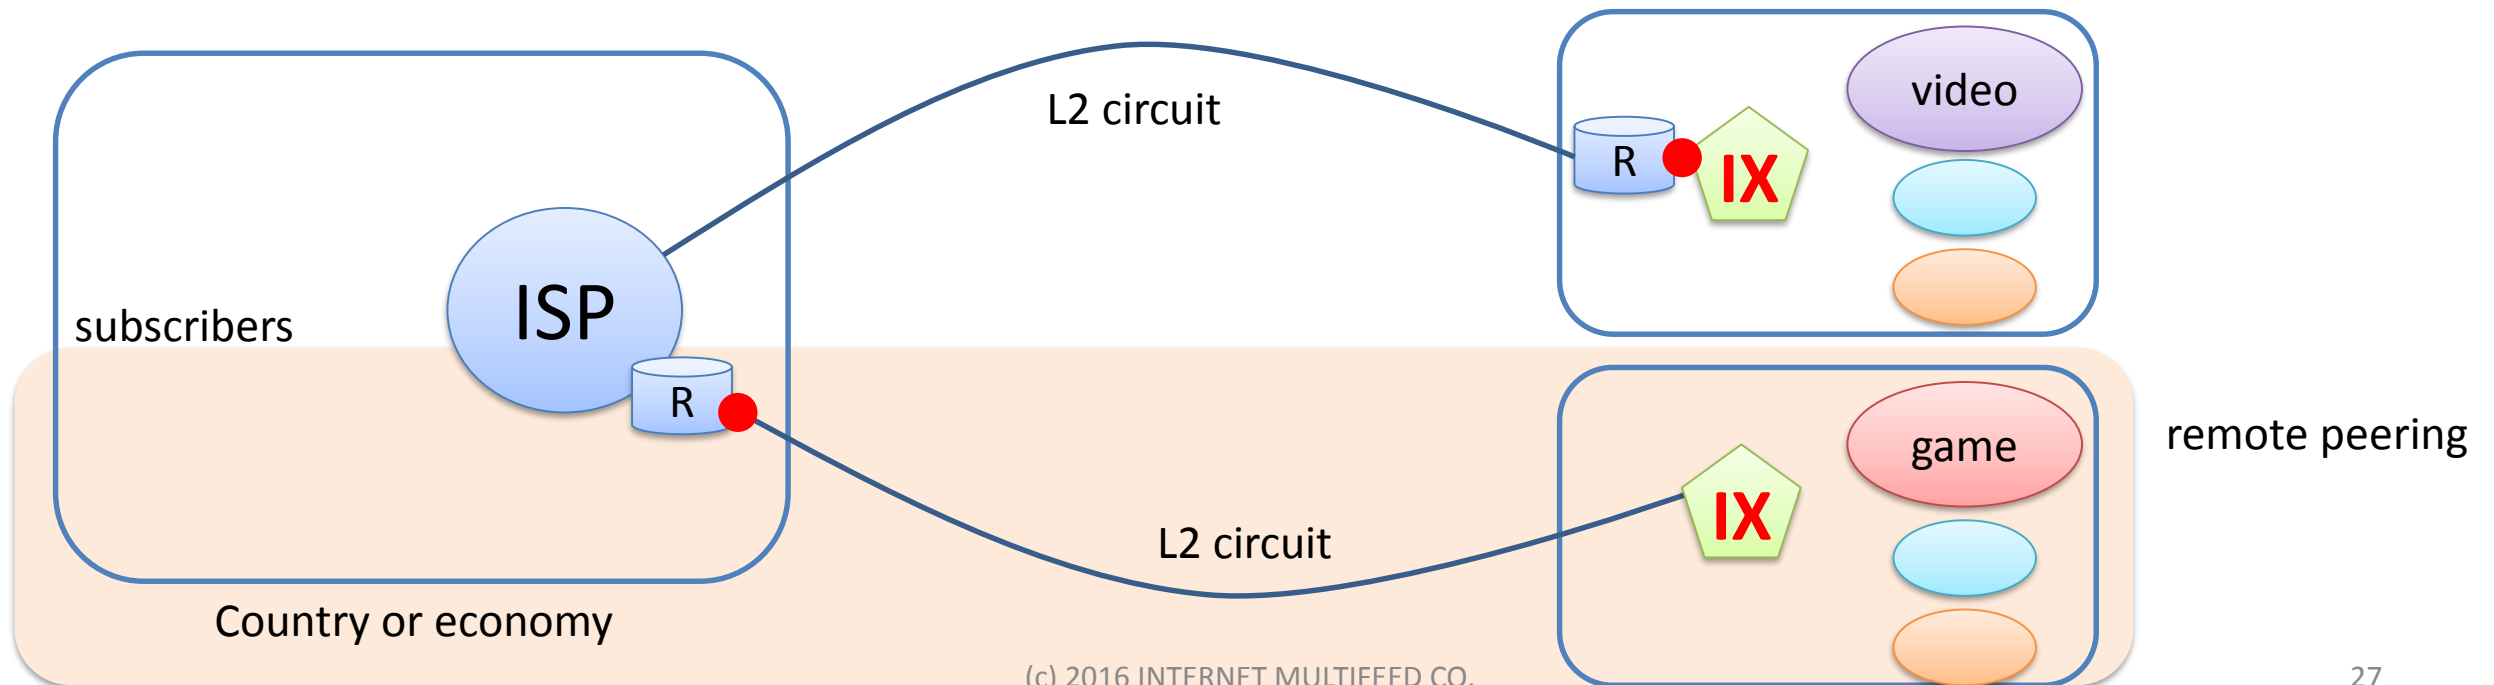 video
L2 circuit
R
IX
ISP
subscribers
R
game
remote peering
IX
L2 circuit
Country or economy
(c) 2016 INTERNET MULTIFEED CO.
27